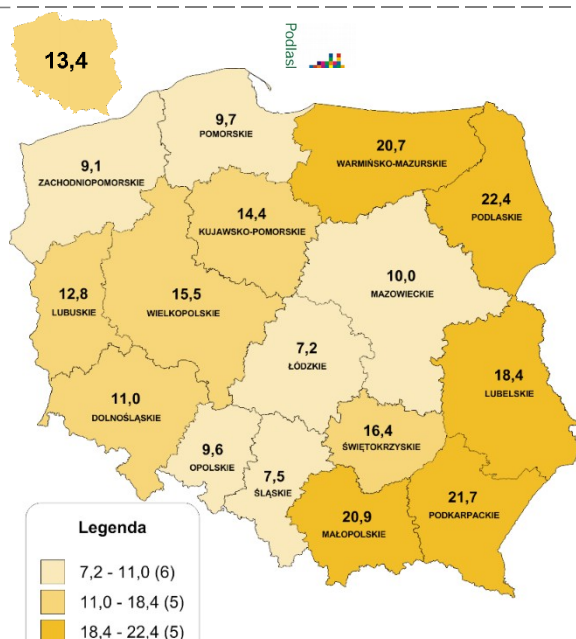 13,4
Podlasl
9,7
POMORSKIE
20,7
WARMIŃSKO-MAZURSKIE
9,1
ZACHODNIOPOMORSKIE
22,4
PODLASKIE
14,4
KUJAWSKO-POMORSKIE
10,0
MAZOWIECKIE
12,8
LUBUSKIE
15,5
WIELKOPOLSKIE
7,2
ŁÓDZKIE
18,4
LUBELSKIE
11,0
DOLNOŚLĄSKIE
16,4
ŚWIĘTOKRZYSKIE
9,6
OPOLSKIE
7,5
ŚLĄSKIE
21,7
PODKARPACKIE
20,9
MAŁOPOLSKIE
Legenda
7,2 - 11,0 (6)
11,0 - 18,4 (5)
18,4 - 22,4 (5)